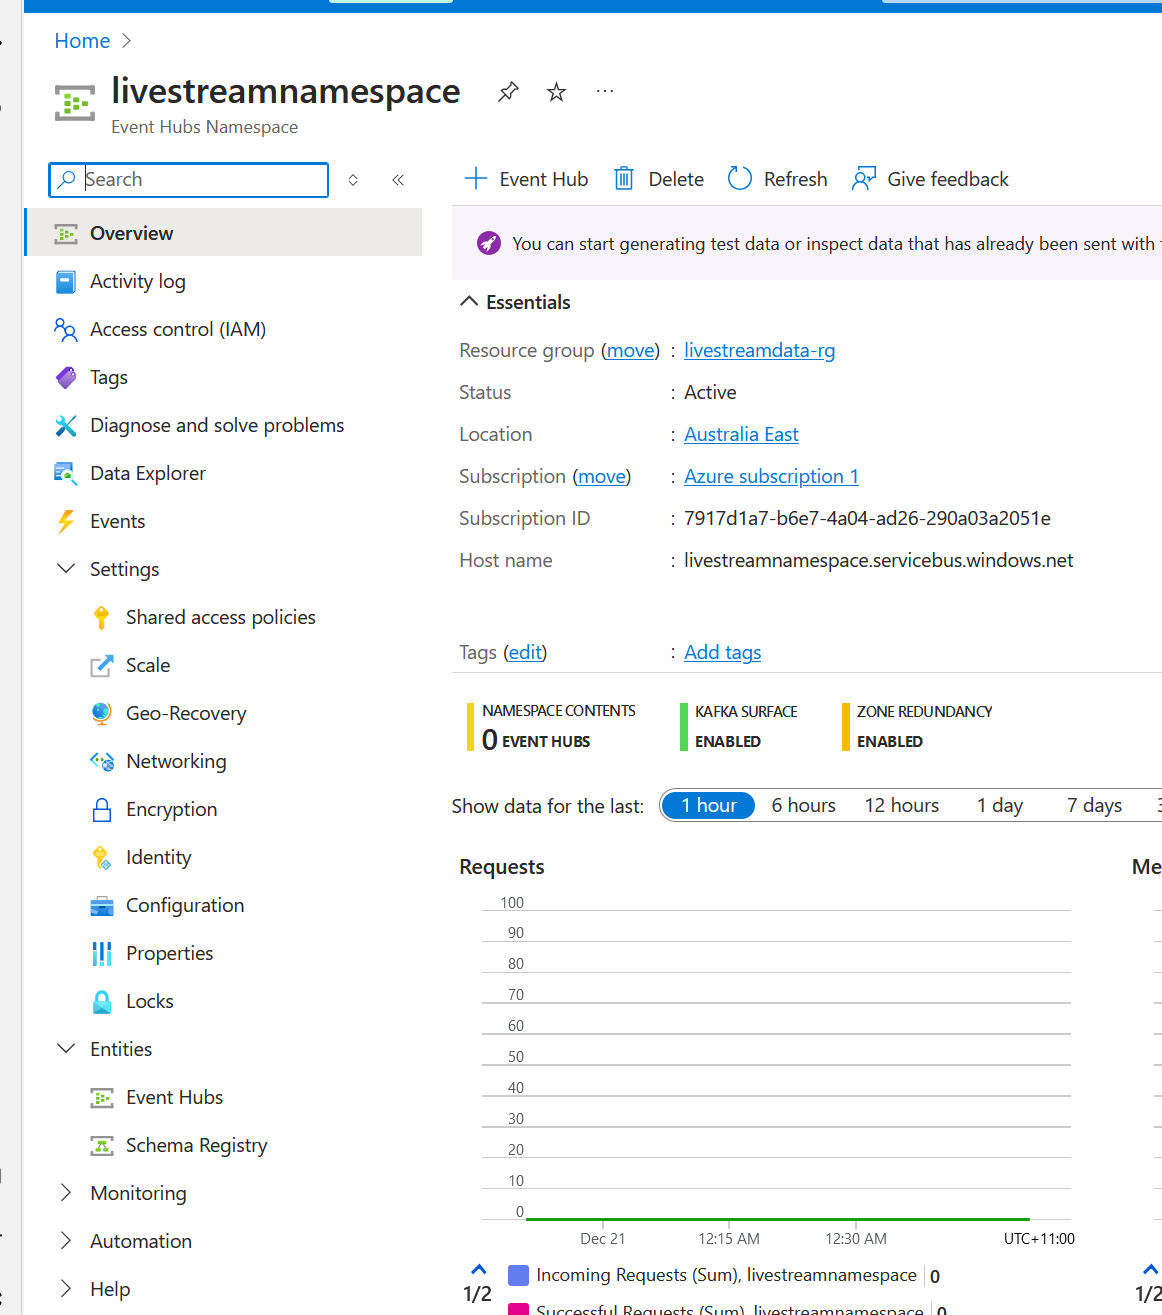 Home
livestreamnamespace
Event Hubs Namespace
Search
Event Hub
Delete
Refresh
Give feedback
Overview
Activity log
Access control (IAM)
Tags
Diagnose and solve problems
Data Explorer
Events
Settings
Shared access policies
Scale
Geo-Recovery
Networking
Encryption
Identity
Configuration
Properties
Locks
Entities
Event Hubs
Schema Registry
Monitoring
Automation
Help
You can start generating test data or inspect data that has already been sent with
Essentials
Resource group (move) : livestreamdata-rg
Status : Active
Location : Australia East
Subscription (move) : Azure subscription 1
Subscription ID : 7917d1a7-b6e7-4a04-ad26-290a03a2051e
Host name : livestreamnamespace.servicebus.windows.net
Tags (edit) : Add tags
NAMESPACE CONTENTS
0 EVENT HUBS
KAFKA SURFACE
ENABLED
ZONE REDUNDANCY
ENABLED
Show data for the last: 1 hour 6 hours 12 hours 1 day 7 days
Requests
100
90
80
70
60
50
40
30
20
10
0
Dec 21 12:15 AM 12:30 AM UTC+11:00
1/2
Incoming Requests (Sum), livestreamnamespace 0
Successful Requests (Sum), livestreamnamespace 0
Me
1/2